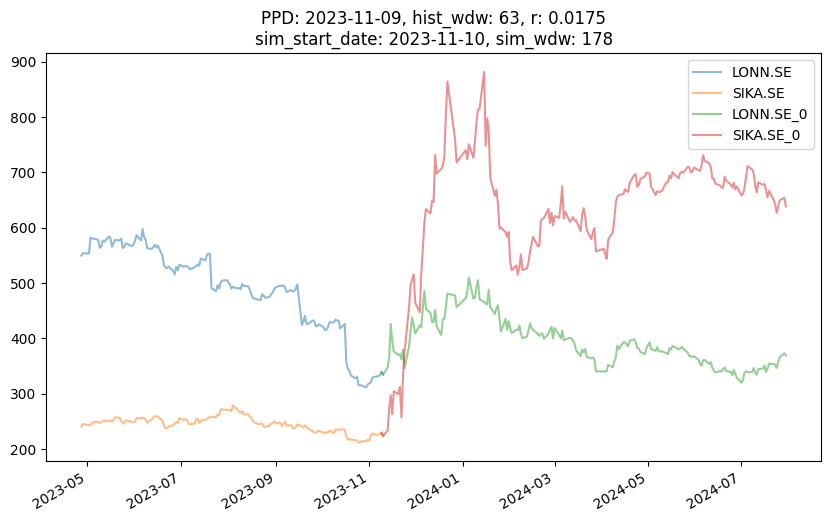 PPD: 2023-11-09, hist_wdw: 63, r: 0.0175
sim_start_date: 2023-11-10, sim_wdw: 178
900
800
700
600
500
400
300
200
LONN.SE
SIKA.SE
LONN.SE_0
SIKA.SE_0
2023-05
2023-07
2023-09
2023-11
2024-01
2024-03
2024-05
2024-07